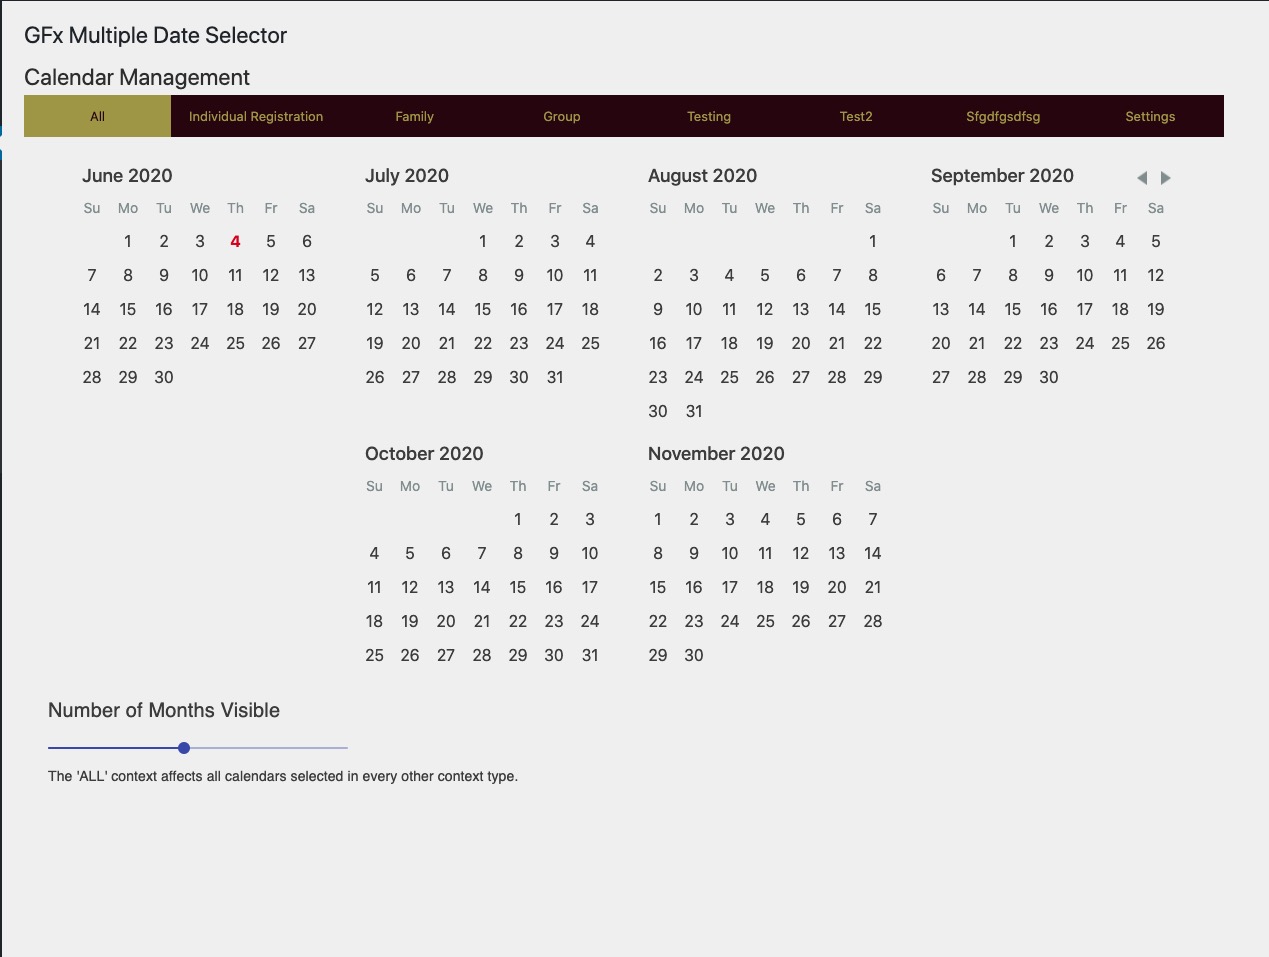 GFx Multiple Date Selector
Calendar Management
All Individual Registration Family Group Testing Test2 Sfgdfgsdfsg Settings
June 2020
Su Mo Tu We Th Fr Sa
1 2 3 4 5 6
7 8 9 10 11 12 13
14 15 16 17 18 19 20
21 22 23 24 25 26 27
28 29 30
July 2020
Su Mo Tu We Th Fr Sa
1 2 3 4
5 6 7 8 9 10 11
12 13 14 15 16 17 18
19 20 21 22 23 24 25
26 27 28 29 30 31
August 2020
Su Mo Tu We Th Fr Sa
1
2 3 4 5 6 7 8
9 10 11 12 13 14 15
16 17 18 19 20 21 22
23 24 25 26 27 28 29
30 31
September 2020
Su Mo Tu We Th Fr Sa
1 2 3 4 5
6 7 8 9 10 11 12
13 14 15 16 17 18 19
20 21 22 23 24 25 26
27 28 29 30
October 2020
Su Mo Tu We Th Fr Sa
1 2 3
4 5 6 7 8 9 10
11 12 13 14 15 16 17
18 19 20 21 22 23 24
25 26 27 28 29 30 31
November 2020
Su Mo Tu We Th Fr Sa
1 2 3 4 5 6 7
8 9 10 11 12 13 14
15 16 17 18 19 20 21
22 23 24 25 26 27 28
29 30
Number of Months Visible
The 'ALL' context affects all calendars selected in every other context type.